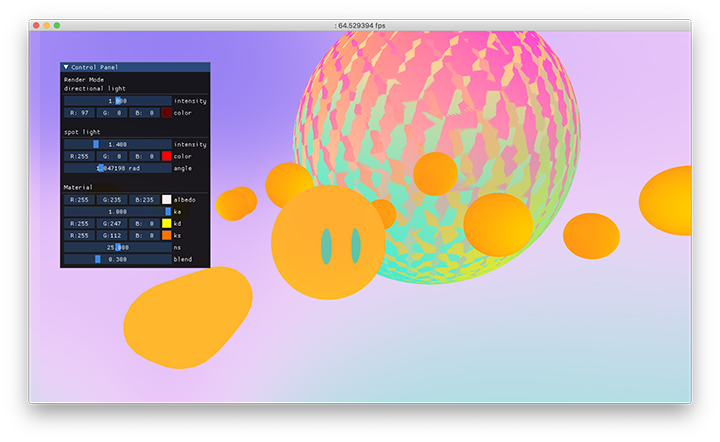 : 64.529394 fps
▼ Control Panel
Render Mode
directional light
1.000 intensity
R: 97 G: 0 B: 0 color
spot light
1.400 intensity
R:255 G: 0 B: 0 color
1.047198 rad angle
Material
R:255 G:235 B:235 albedo
1.000 ka
R:255 G:247 B: 0 kd
R:255 G:112 B: 0 kx
25.000 ns
0.300 blend